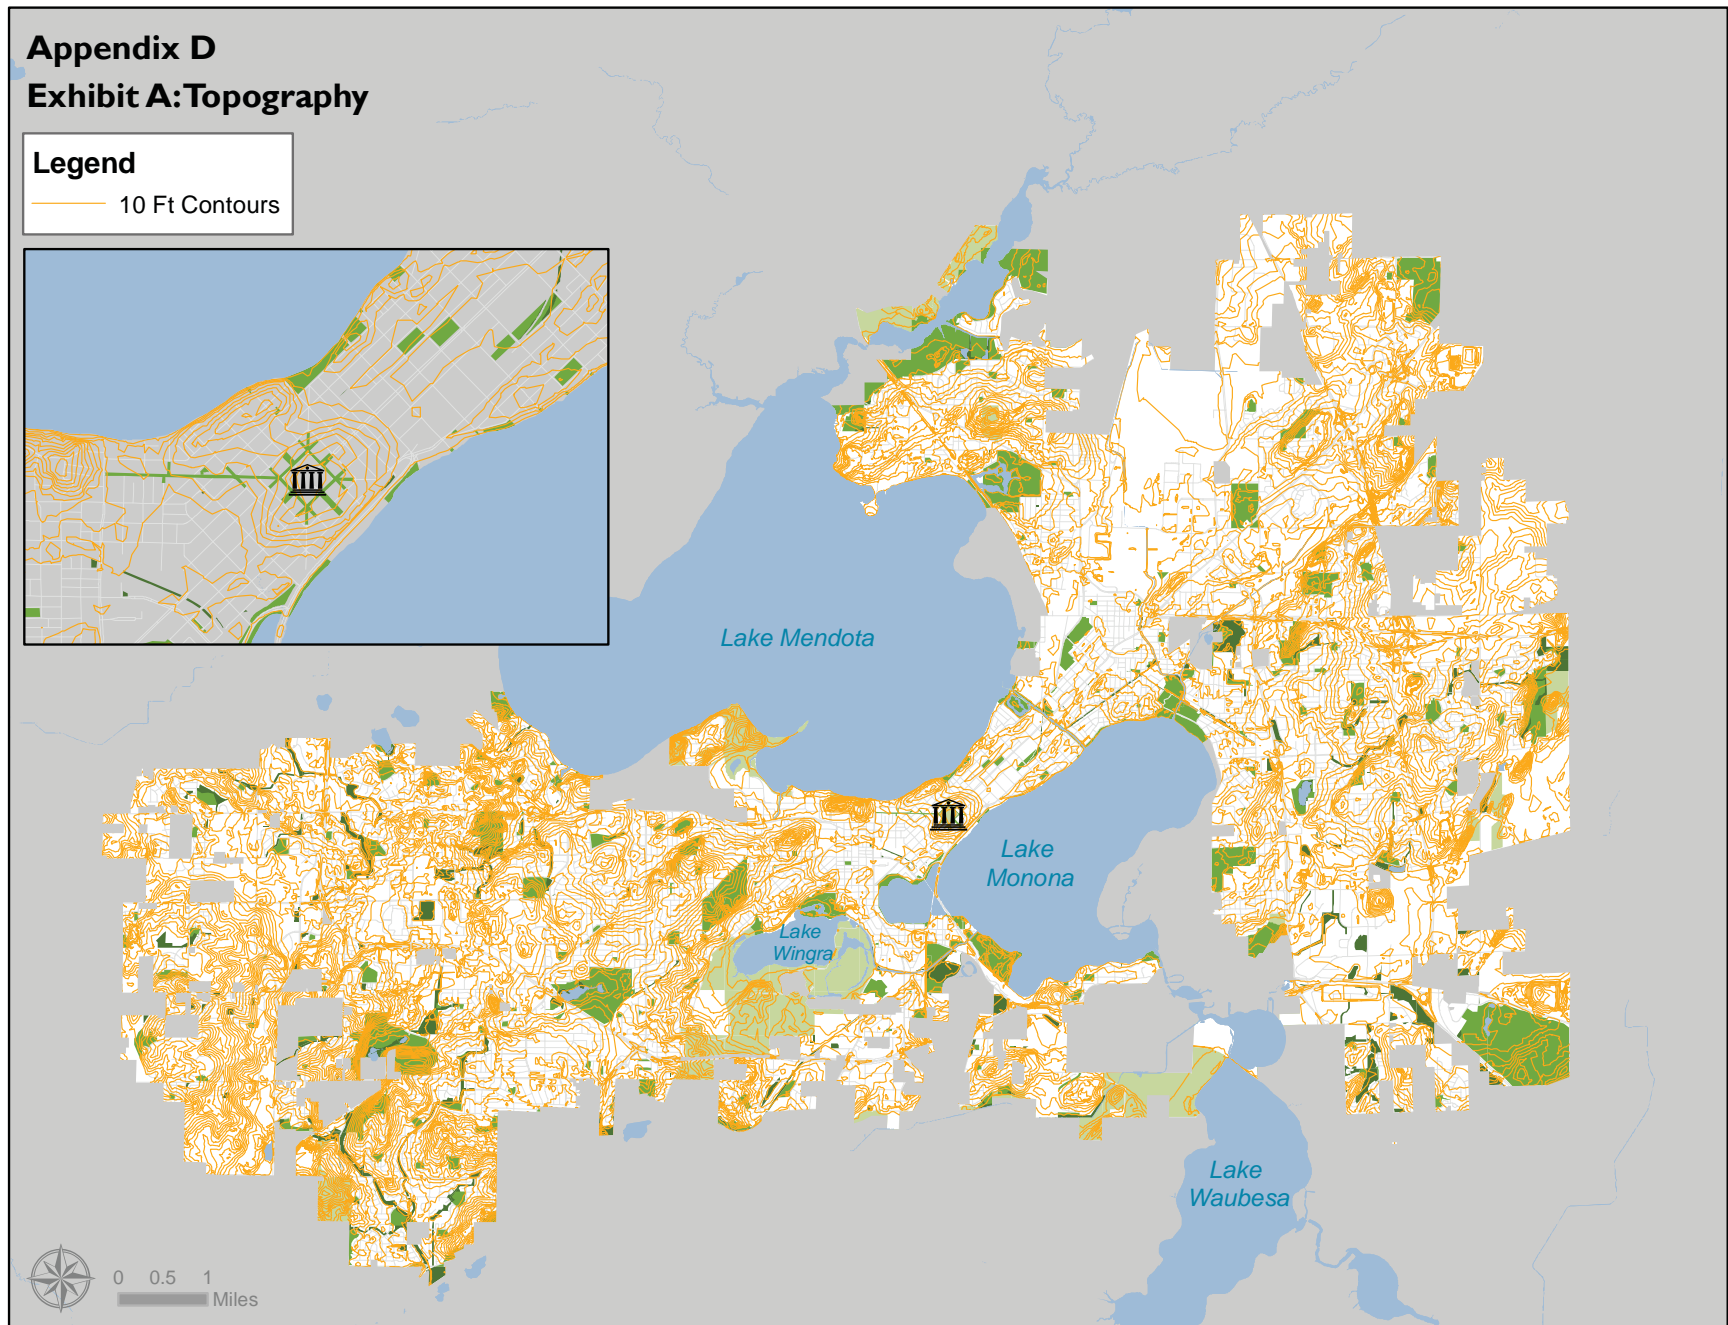 Appendix D
Exhibit A: Topography
Legend
10 Ft Contours
Lake Mendota
Lake
Monona
Lake
Wingra
Lake
Waubesa
0 0.5 1
Miles